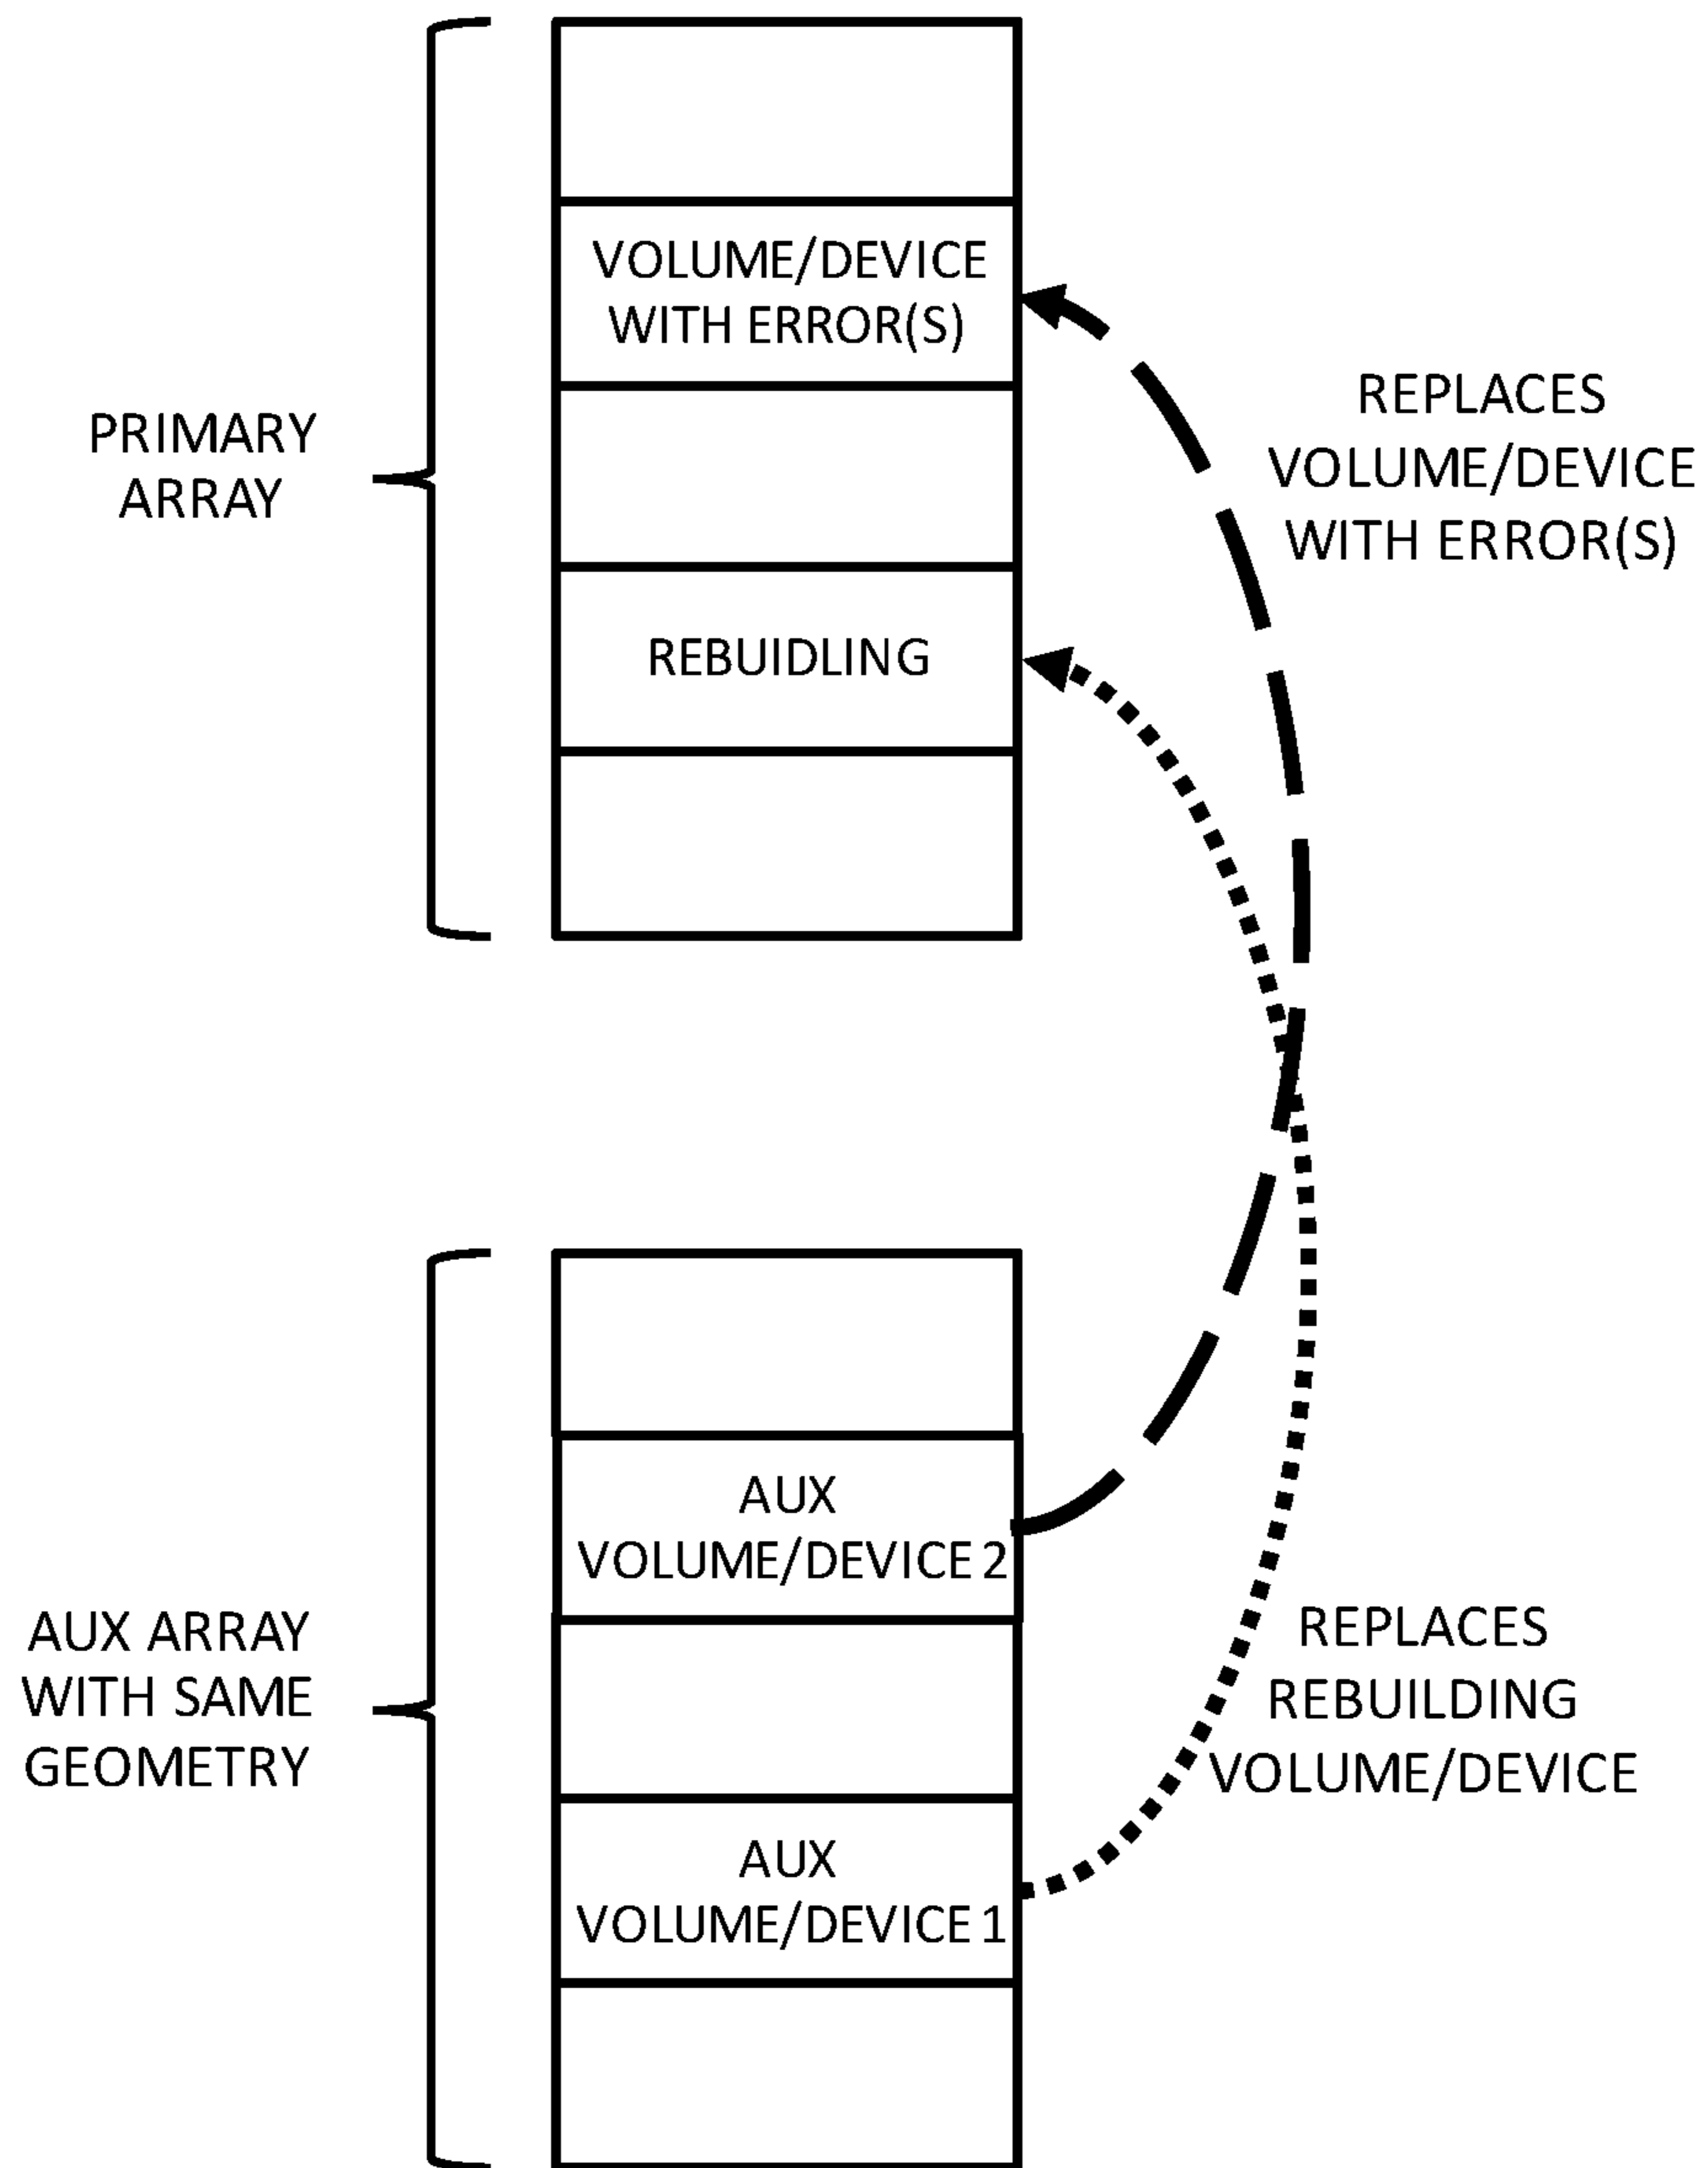 VOLUME/DEVICE
WITH ERROR(S)
PRIMARY
ARRAY
REPLACES
VOLUME/DEVICE
WITH ERROR(S)
REBUIDLING
AUX
VOLUME/DEVICE 2
AUX ARRAY
WITH SAME
GEOMETRY
REPLACES
REBUILDING
VOLUME/DEVICE
AUX
VOLUME/DEVICE 1